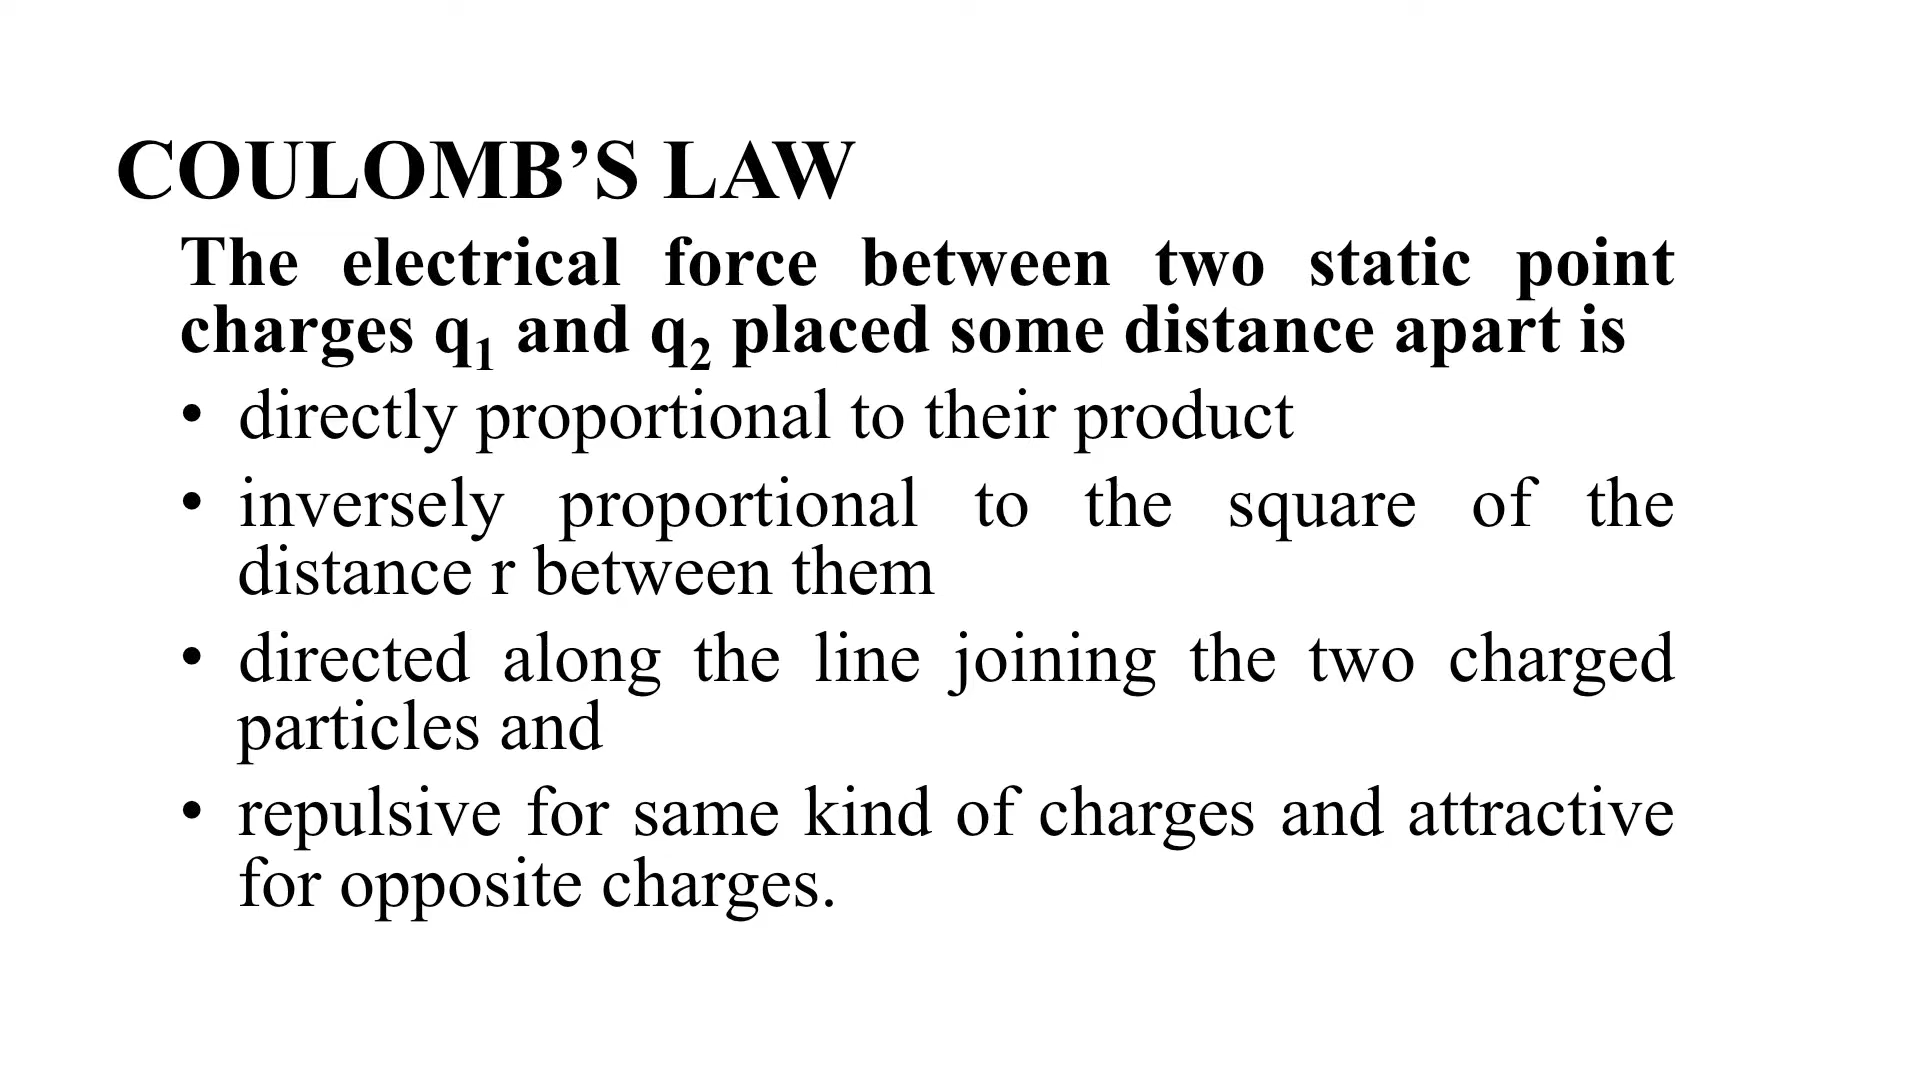 COULOMB’S LAW
The electrical force between two static point
charges q₁ and q₂ placed some distance apart is
• directly proportional to their product
• inversely proportional to the square of the
distance r between them
• directed along the line joining the two charged
particles and
• repulsive for same kind of charges and attractive
for opposite charges.